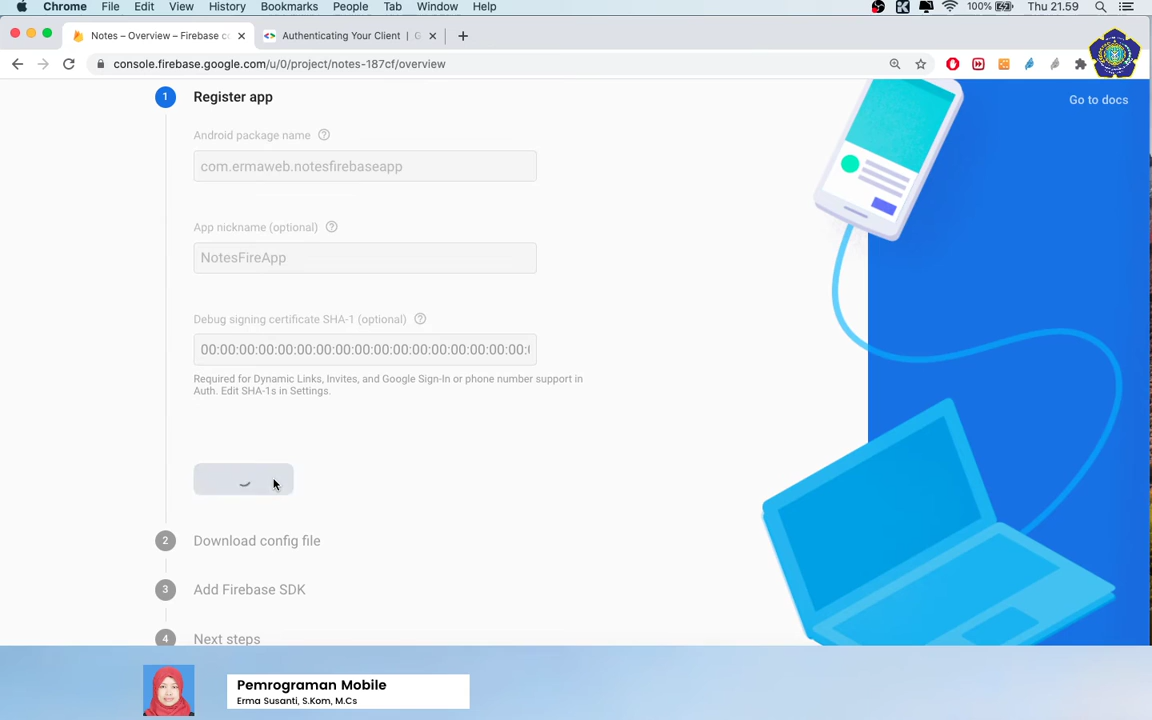 Chrome File Edit View History Bookmarks People Tab Window Help 100% Thu 21.59
Notes – Overview – Firebase c
Authenticating Your Client | G
console.firebase.google.com/u/0/project/notes-187cf/overview
Go to docs
1 Register app
Android package name
com.ermaweb.notesfirebaseapp
App nickname (optional)
NotesFireApp
Debug signing certificate SHA-1 (optional)
00:00:00:00:00:00:00:00:00:00:00:00:00:00:00:00:00:
Required for Dynamic Links, Invites, and Google Sign-In or phone number support in
Auth. Edit SHA-1s in Settings.
2 Download config file
3 Add Firebase SDK
4 Next steps
Pemrograman Mobile
Erma Susanti, S.Kom, M.Cs